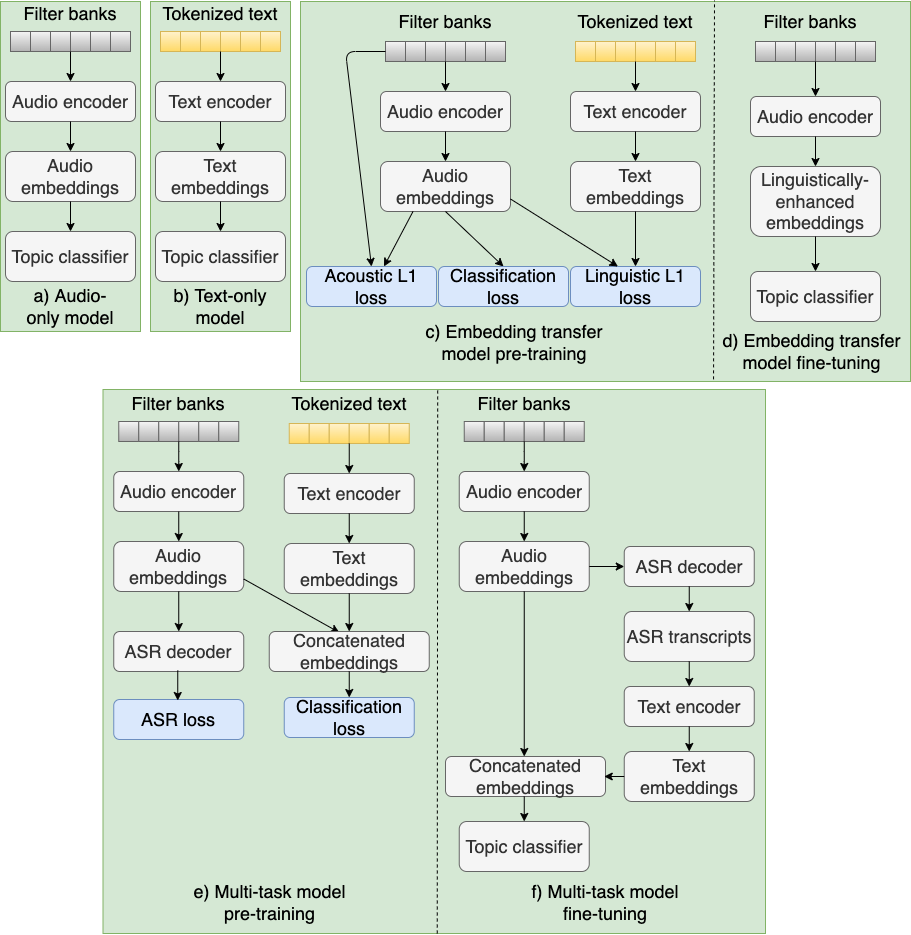 Filter banks
Audio encoder
Audio
embeddings
Topic classifier
a) Audio-
only model
Tokenized text
Text encoder
Text
embeddings
Topic classifier
b) Text-only
model
Filter banks
Tokenized text
Audio encoder
Text encoder
Audio
embeddings
Text
embeddings
Acoustic L1
loss
Classification
loss
Linguistic L1
loss
c) Embedding transfer
model pre-training
Filter banks
Audio encoder
Linguistically-
enhanced
embeddings
Topic classifier
d) Embedding transfer
model fine-tuning
Filter banks
Tokenized text
Audio encoder
Text encoder
Audio
embeddings
Text
embeddings
ASR decoder
Concatenated
embeddings
ASR loss
Classification
loss
e) Multi-task model
pre-training
Filter banks
Audio encoder
Audio
embeddings
ASR decoder
ASR transcripts
Text encoder
Text
embeddings
Concatenated
embeddings
Topic classifier
f) Multi-task model
fine-tuning